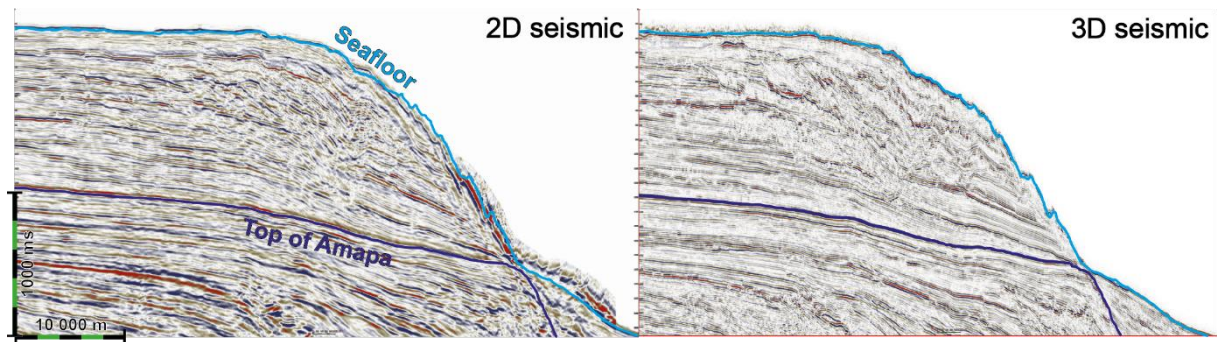 2D seismic
3D seismic
Seafloor
Top of Amapa
1000 ms
10 000 m